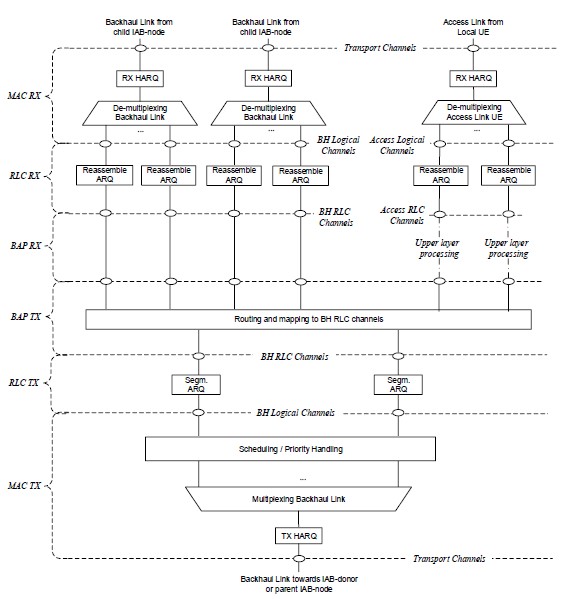 Backhaul Link from
child IAB-node
Backhaul Link from
child IAB-node
Access Link from
Local UE
Transport Channels
RX HARQ
RX HARQ
RX HARQ
MAC RX
De-multiplexing
Backhaul Link
...
De-multiplexing
Backhaul Link
...
De-multiplexing
Access Link UE
...
BH Logical
Channels
Access Logical
Channels
RLC RX
Reassemble
ARQ
Reassemble
ARQ
Reassemble
ARQ
Reassemble
ARQ
Reassemble
ARQ
Reassemble
ARQ
BH RLC
Channels
Access RLC
Channels
BAP RX
Upper layer
processing
Upper layer
processing
BAP TX
Routing and mapping to BH RLC channels
BH RLC Channels
RLC TX
Segm.
ARQ
Segm.
ARQ
BH Logical Channels
Scheduling / Priority Handling
...
MAC TX
Multiplexing Backhaul Link
TX HARQ
Transport Channels
Backhaul Link towards IAB-donor
or parent IAB-node